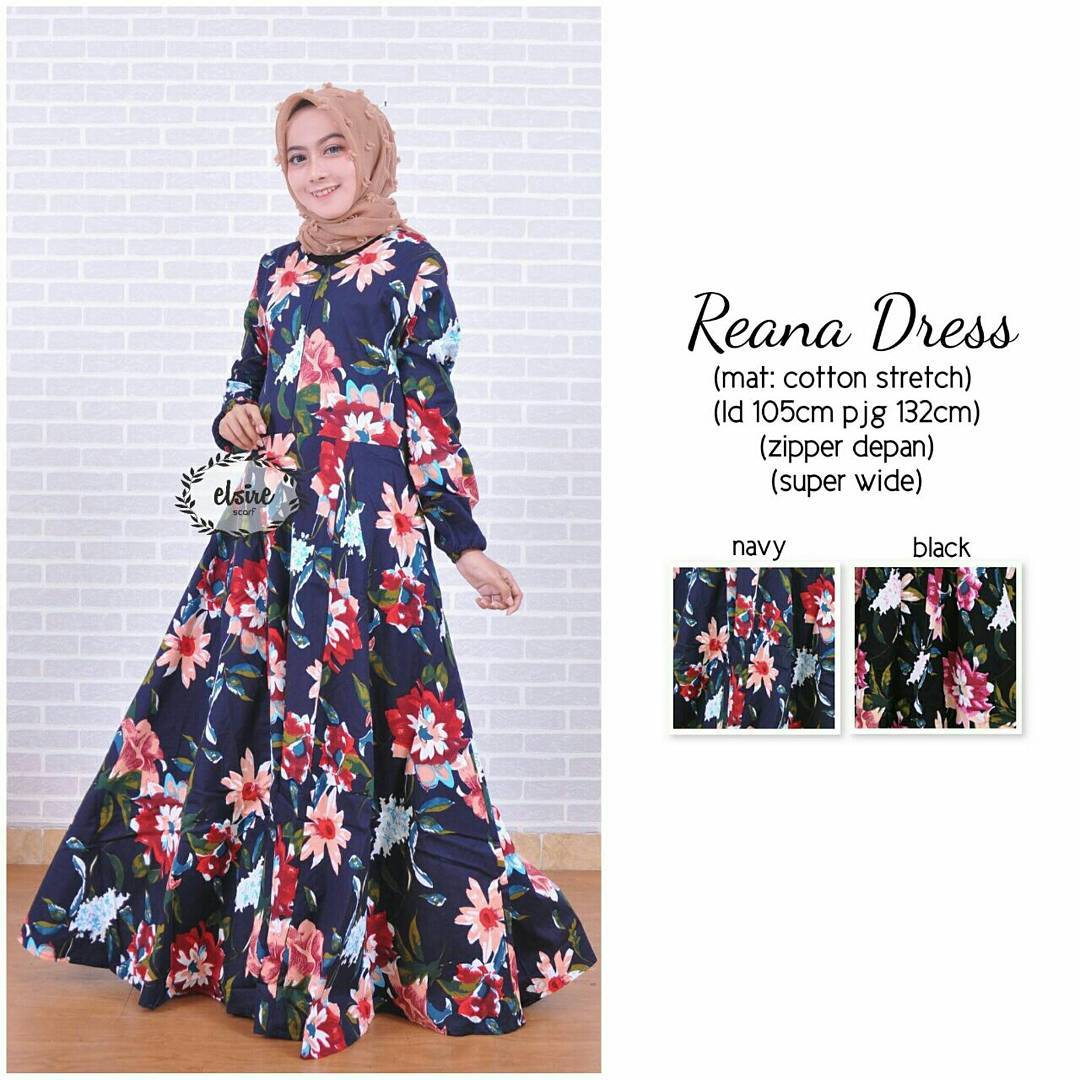 Reana Dress
(mat: cotton stretch)
(ld 105cm pjg 132cm)
(zipper depan)
(super wide)
navy
black
elsire
scarf